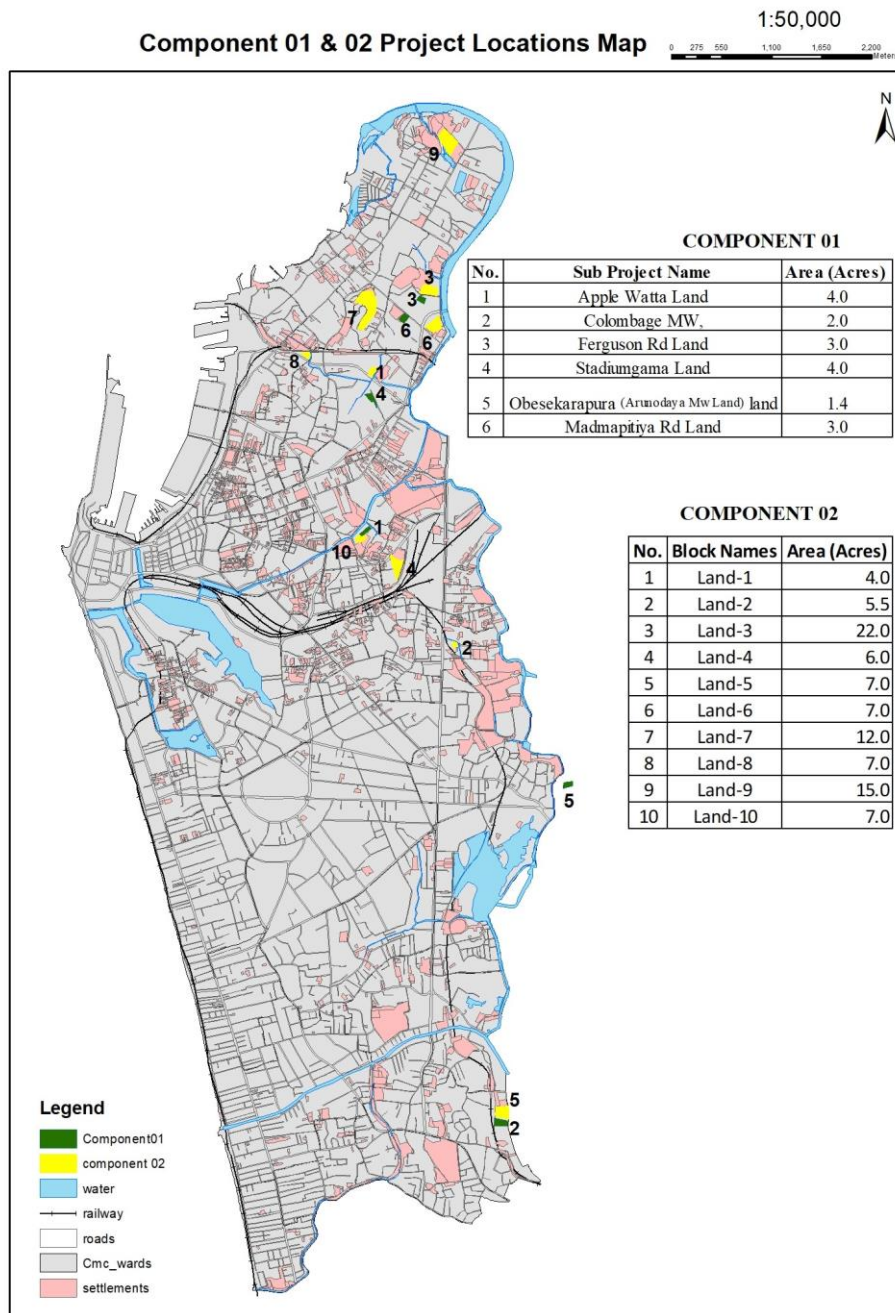 1:50,000
Component 01 & 02 Project Locations Map
0 275 550 1,100 1,650 2,200
Meters
N
9
3
3
7
6
6
8
1
4
1
10
4
2
5
5
2
COMPONENT 01
No. Sub Project Name Area (Acres)
1 Apple Watta Land 4.0
2 Colombage MW, 2.0
3 Ferguson Rd Land 3.0
4 Stadiumgama Land 4.0
5 Obesekarapura (Arunodaya Mw Land) land 1.4
6 Madmapitiya Rd Land 3.0
COMPONENT 02
No. Block Names Area (Acres)
1 Land-1 4.0
2 Land-2 5.5
3 Land-3 22.0
4 Land-4 6.0
5 Land-5 7.0
6 Land-6 7.0
7 Land-7 12.0
8 Land-8 7.0
9 Land-9 15.0
10 Land-10 7.0
Legend
Component01
component 02
water
railway
roads
Cmc_wards
settlements